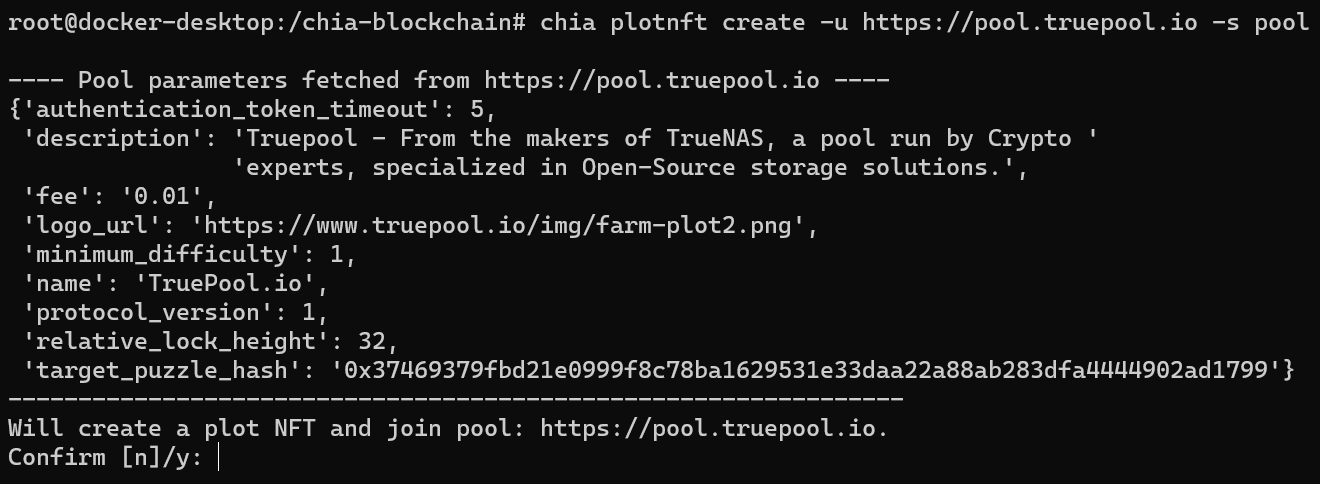 root@docker-desktop:/chia-blockchain# chia plotnft create -u https://pool.truepool.io -s pool

---- Pool parameters fetched from https://pool.truepool.io ----
{'authentication_token_timeout': 5,
 'description': 'Truepool - From the makers of TrueNAS, a pool run by Crypto '
                'experts, specialized in Open-Source storage solutions.',
 'fee': '0.01',
 'logo_url': 'https://www.truepool.io/img/farm-plot2.png',
 'minimum_difficulty': 1,
 'name': 'TruePool.io',
 'protocol_version': 1,
 'relative_lock_height': 32,
 'target_puzzle_hash': '0x37469379fbd21e0999f8c78ba1629531e33daa22a88ab283dfa4444902ad1799'}
----------------------------------------------------------------
Will create a plot NFT and join pool: https://pool.truepool.io.
Confirm [n]/y: